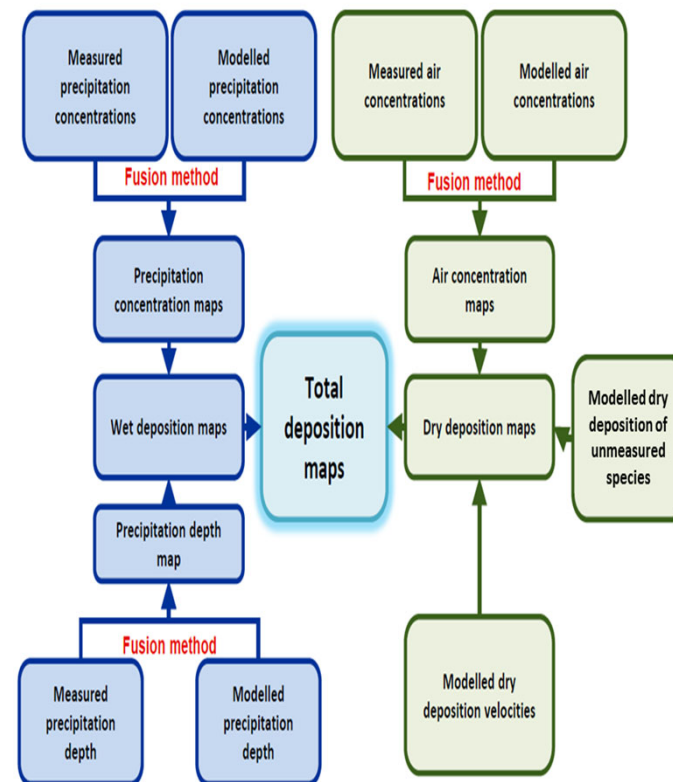 Measured
precipitation
concentrations
Modelled
precipitation
concentrations
Measured air
concentrations
Modelled air
concentrations
Fusion method
Fusion method
Precipitation
concentration maps
Air concentration
maps
Total
deposition
maps
Wet deposition maps
Dry deposition maps
Modelled dry
deposition of
unmeasured
species
Precipitation depth
map
Fusion method
Measured
precipitation
depth
Modelled
precipitation
depth
Modelled dry
deposition velocities